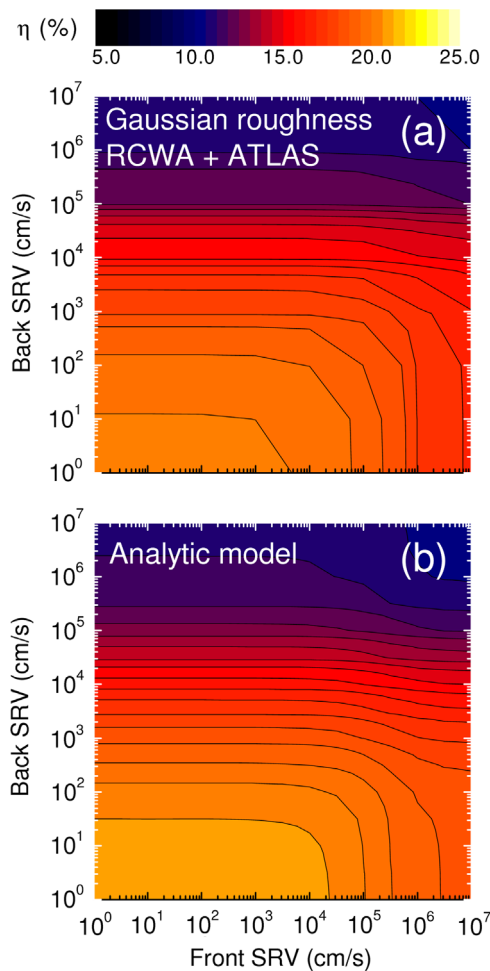 η (%)
5.0 10.0 15.0 20.0 25.0
Gaussian roughness (a)
RCWA + ATLAS
10⁷
10⁶
10⁵
10⁴
10³
10²
10¹
10⁰
Back SRV (cm/s)
Analytic model (b)
10⁷
10⁶
10⁵
10⁴
10³
10²
10¹
10⁰
Back SRV (cm/s)
10⁰ 10¹ 10² 10³ 10⁴ 10⁵ 10⁶ 10⁷
Front SRV (cm/s)